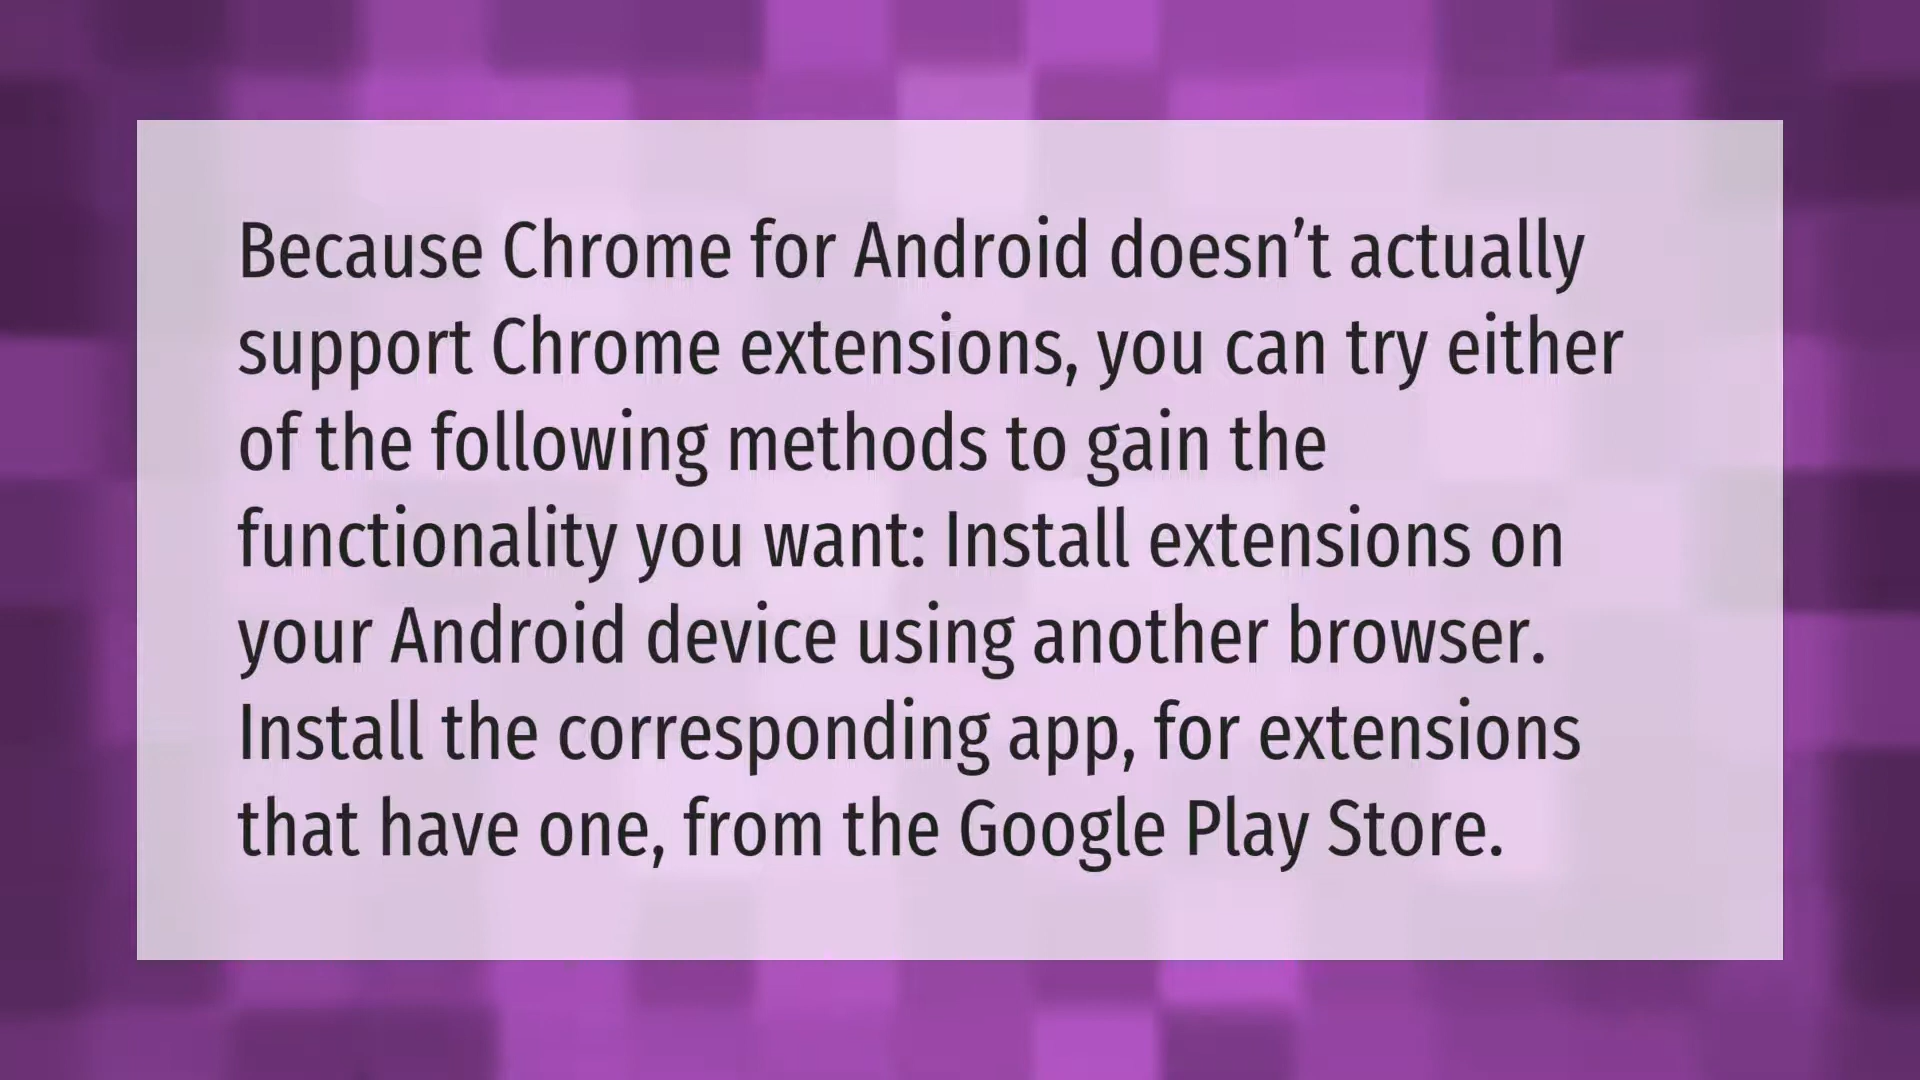 Because Chrome for Android doesn’t actually
support Chrome extensions, you can try either
of the following methods to gain the
functionality you want: Install extensions on
your Android device using another browser.
Install the corresponding app, for extensions
that have one, from the Google Play Store.